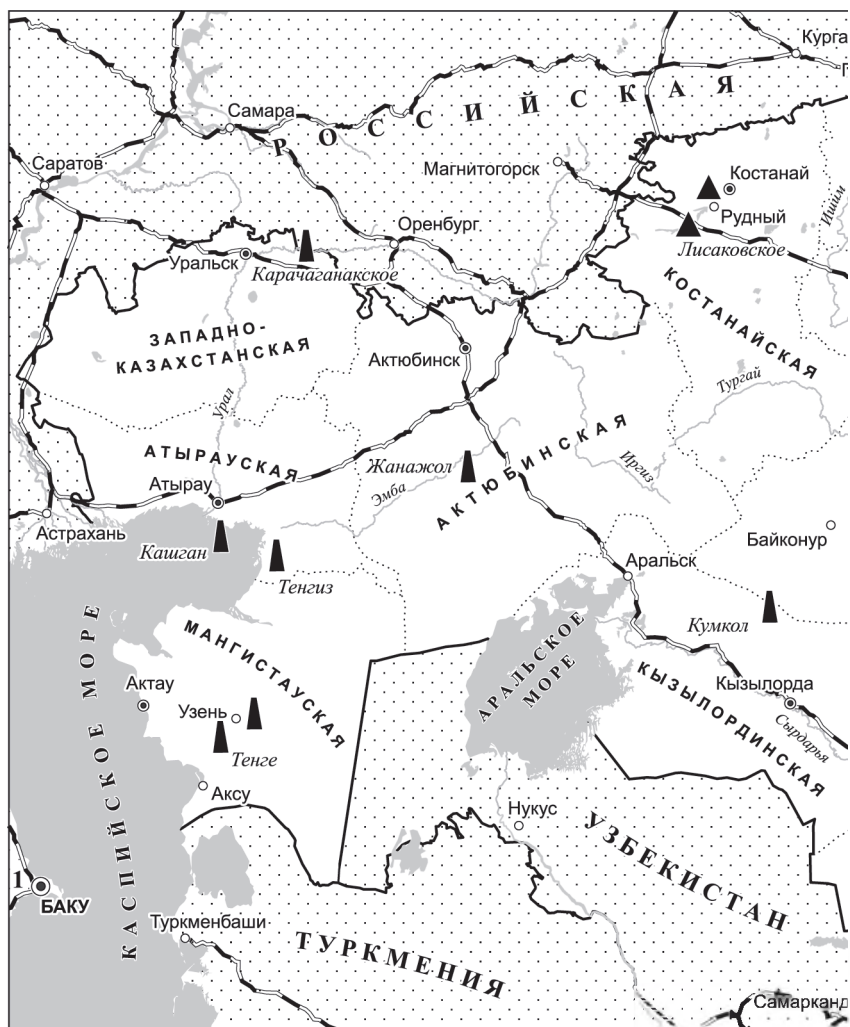 Курга
Самара
РОССИЙСКАЯ
Магнитогорск
Костанай
Саратов
Рудный
Ишим
Оренбург
Лисаковское
Уральск
Карачаганакское
КОСТАНАЙСКАЯ
ЗАПАДНО-
КАЗАХСТАНСКАЯ
Актюбинск
Тургай
Урал
АТЫРАУСКАЯ
Жанажол
АКТЮБИНСКАЯ
Иргиз
Атырау
Эмба
Астрахань
Байконур
Кашган
Аральск
Тенгиз
Кумкол
МАНГИСТАУСКАЯ
АРАЛЬСКОЕ
МОРЕ
КАСПИЙСКОЕ МОРЕ
Актау
Узень
Кызылорда
КЫЗЫЛОРДИНСКАЯ
Сырдарья
Тенге
Аксу
Нукус
УЗБЕКИСТАН
1
БАКУ
Туркменбаши
ТУРКМЕНИЯ
Самарканд